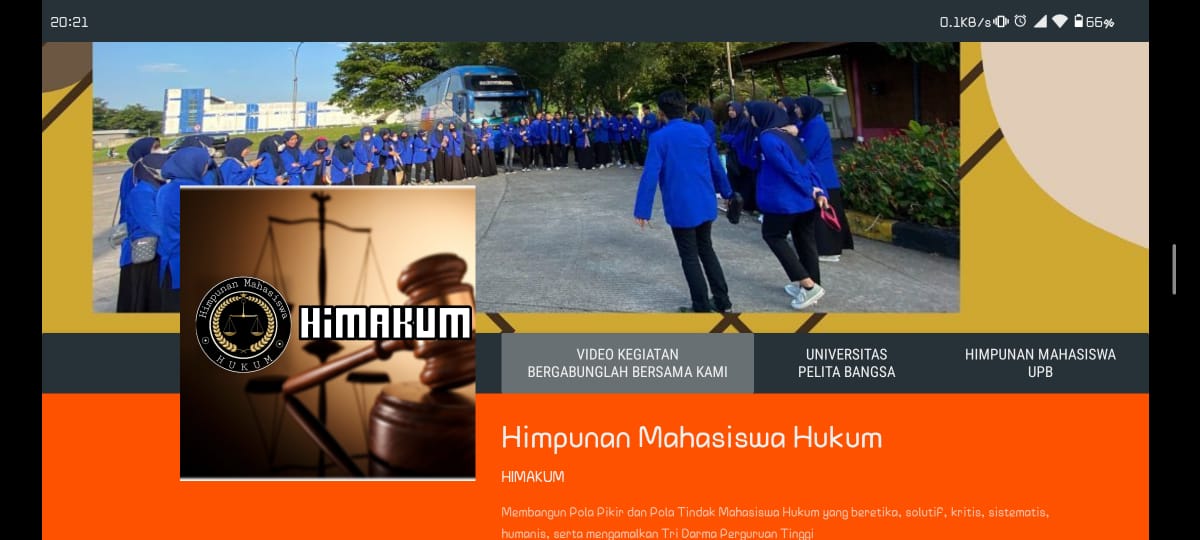 20:21
0.1KB/s 66%
Himpunan Mahasiswa
HUKUM
HiMAKUM
VIDEO KEGIATAN
BERGABUNGLAH BERSAMA KAMI
UNIVERSITAS
PELITA BANGSA
HIMPUNAN MAHASISWA
UPB
Himpunan Mahasiswa Hukum
HIMAKUM
Membangun Pola Pikir dan Pola Tindak Mahasiswa Hukum yang beretika, solutif, kritis, sistematis,
humanis, serta mengamalkan Tri Darma Perguruan Tinggi